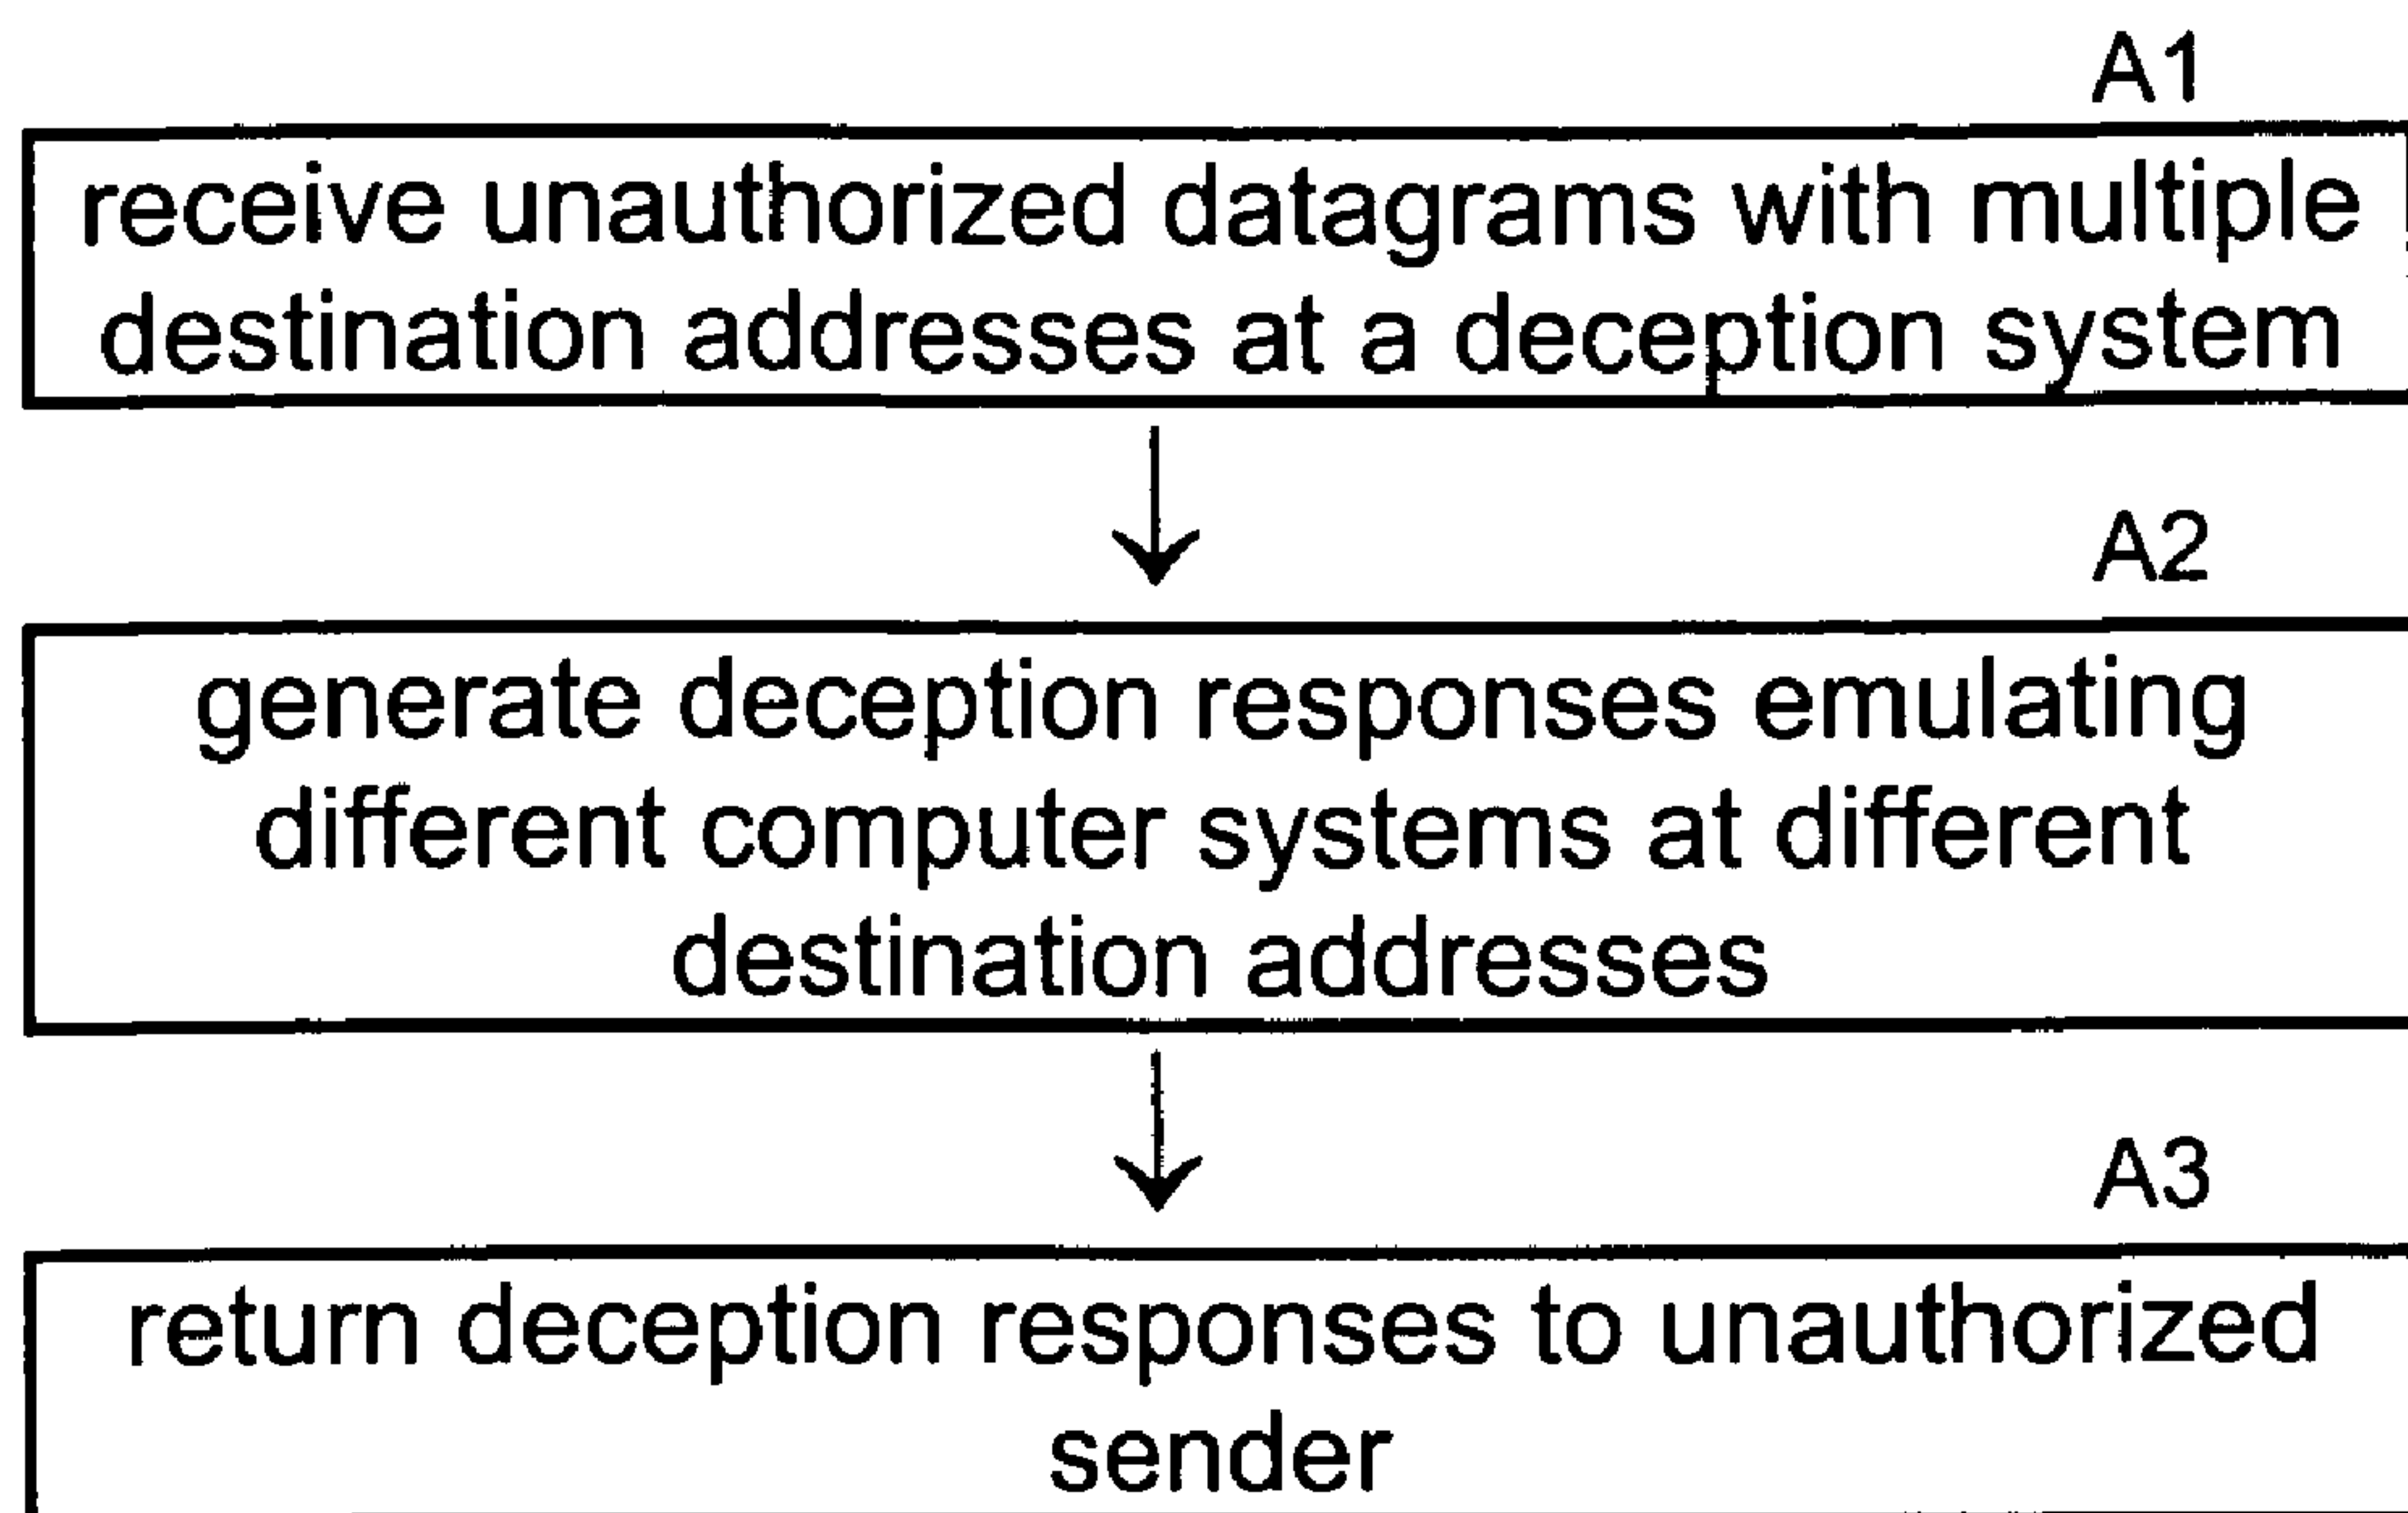 A1
receive unauthorized datagrams with multiple
destination addresses at a deception system
A2
generate deception responses emulating
different computer systems at different
destination addresses
A3
return deception responses to unauthorized
sender